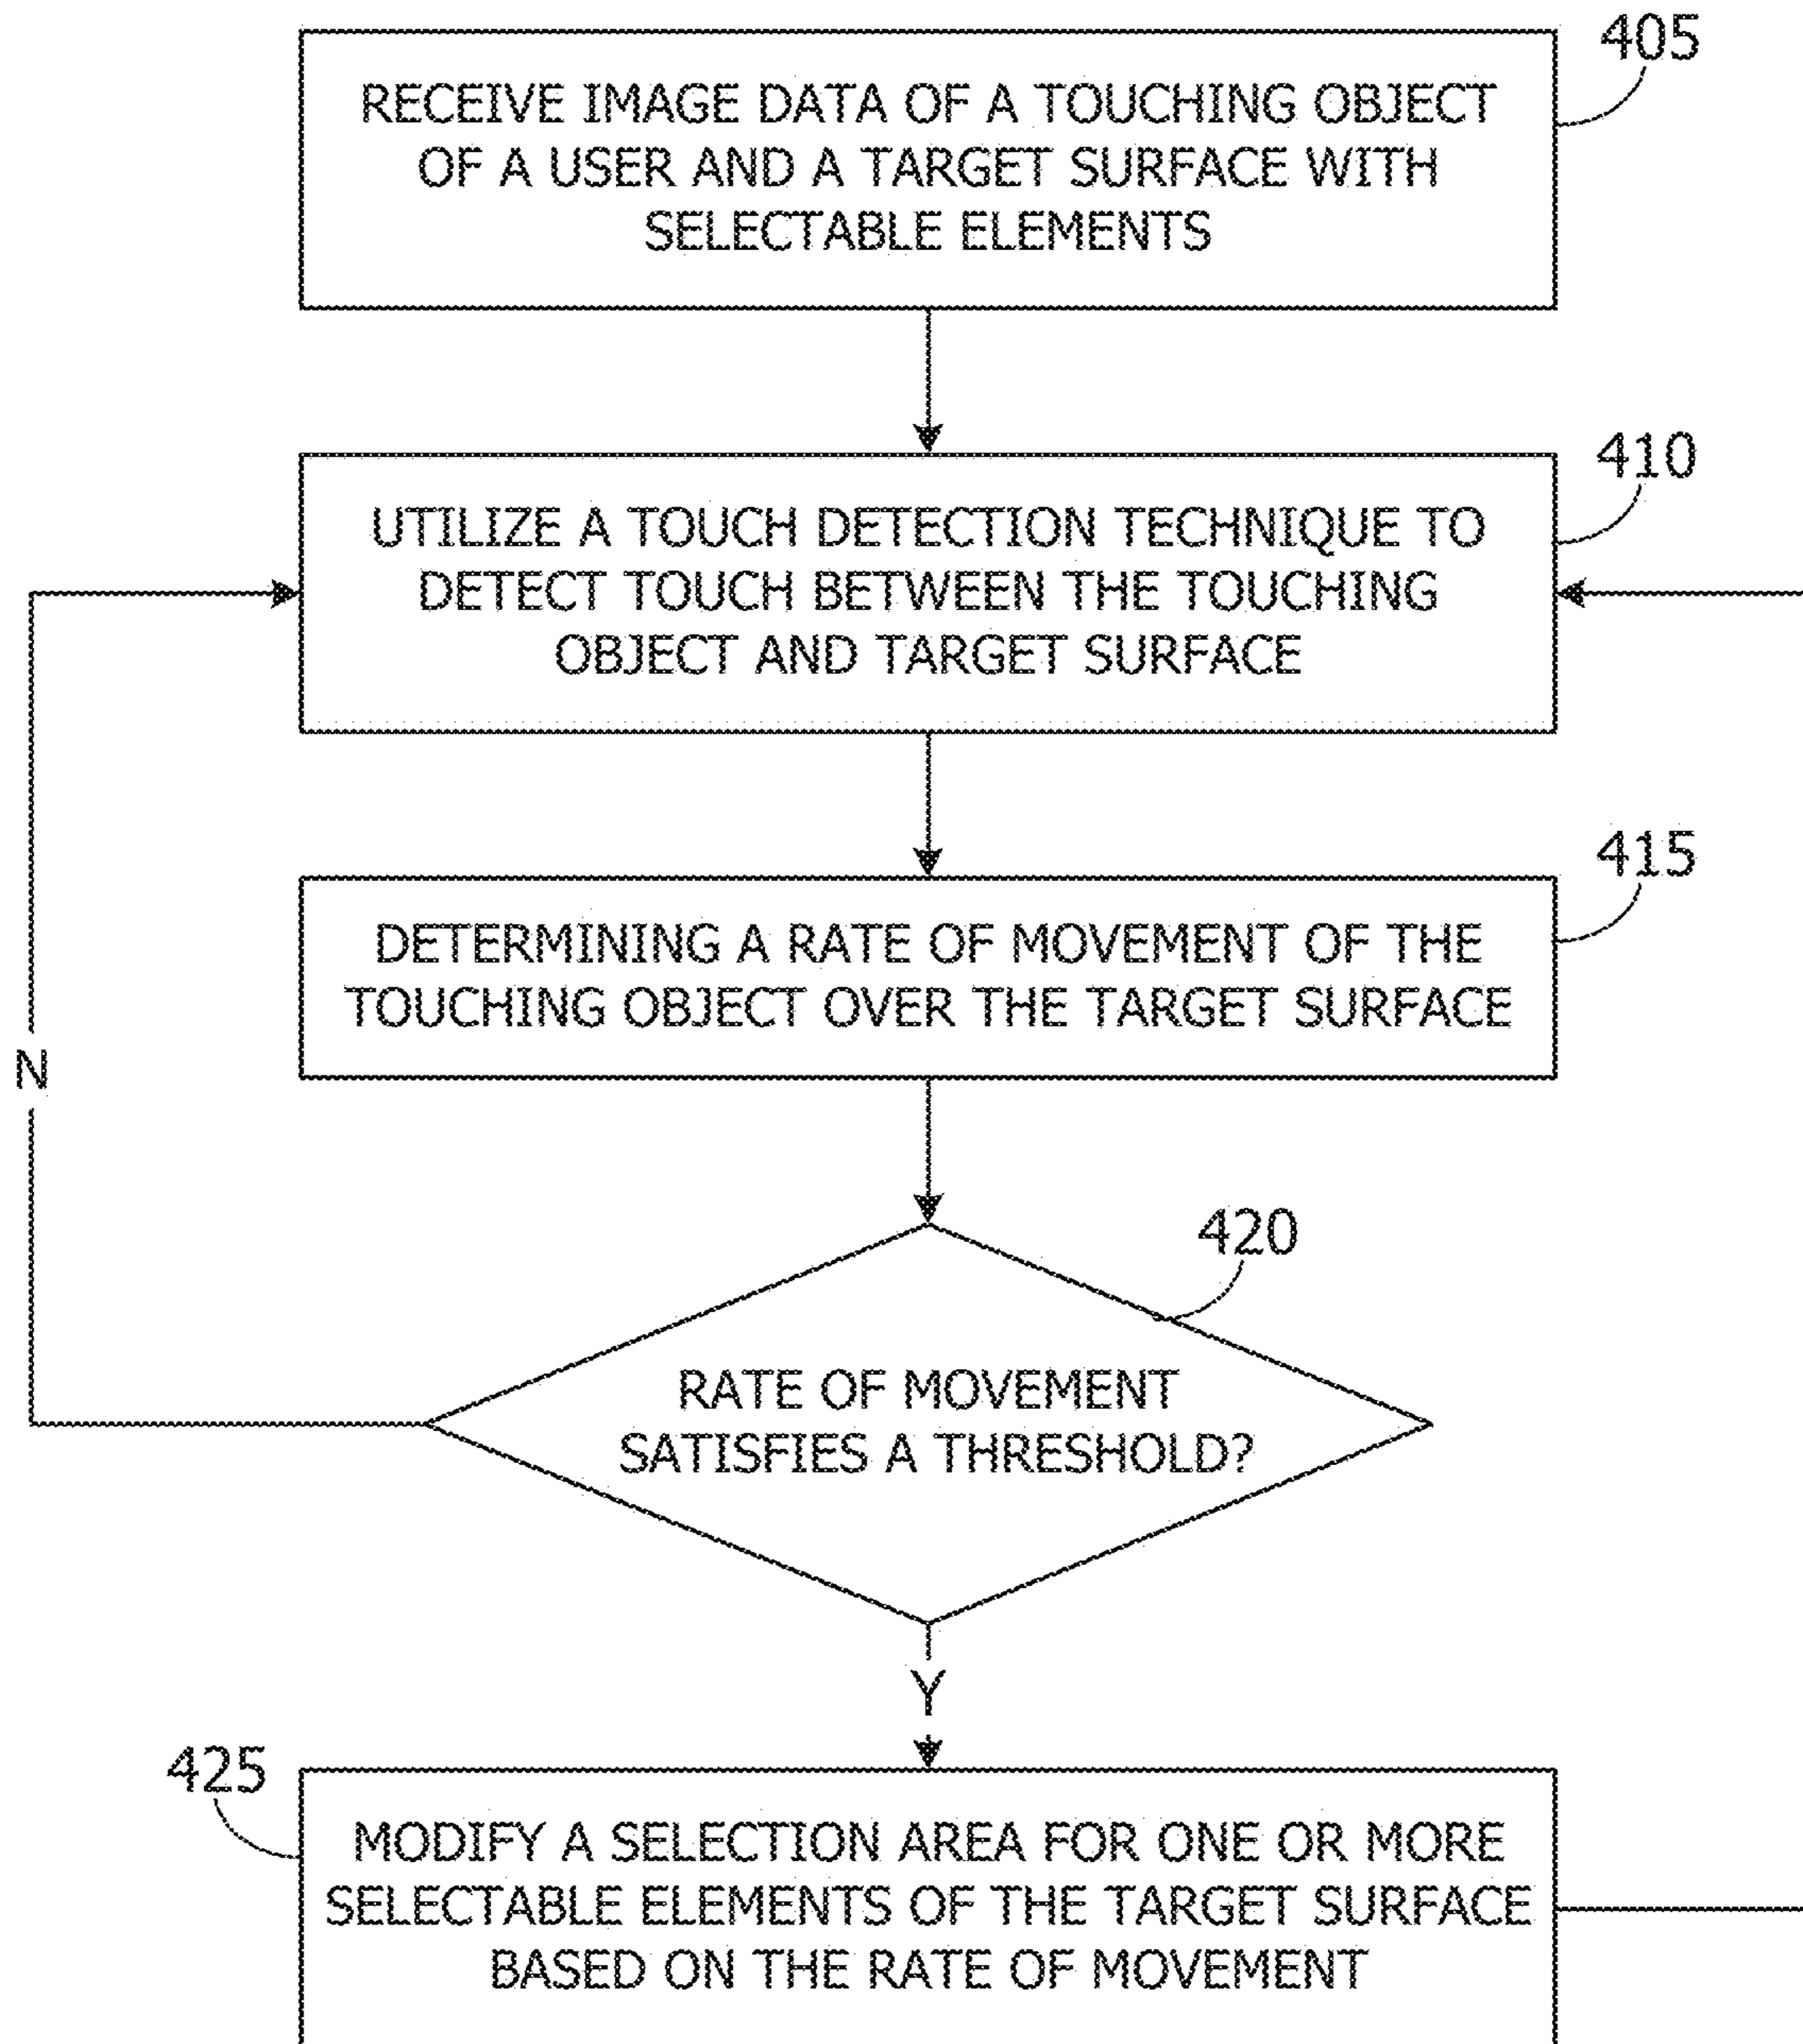 405
RECEIVE IMAGE DATA OF A TOUCHING OBJECT
OF A USER AND A TARGET SURFACE WITH
SELECTABLE ELEMENTS
410
UTILIZE A TOUCH DETECTION TECHNIQUE TO
DETECT TOUCH BETWEEN THE TOUCHING
OBJECT AND TARGET SURFACE
415
DETERMINING A RATE OF MOVEMENT OF THE
TOUCHING OBJECT OVER THE TARGET SURFACE
N
420
RATE OF MOVEMENT
SATISFIES A THRESHOLD?
Y
425
MODIFY A SELECTION AREA FOR ONE OR MORE
SELECTABLE ELEMENTS OF THE TARGET SURFACE
BASED ON THE RATE OF MOVEMENT